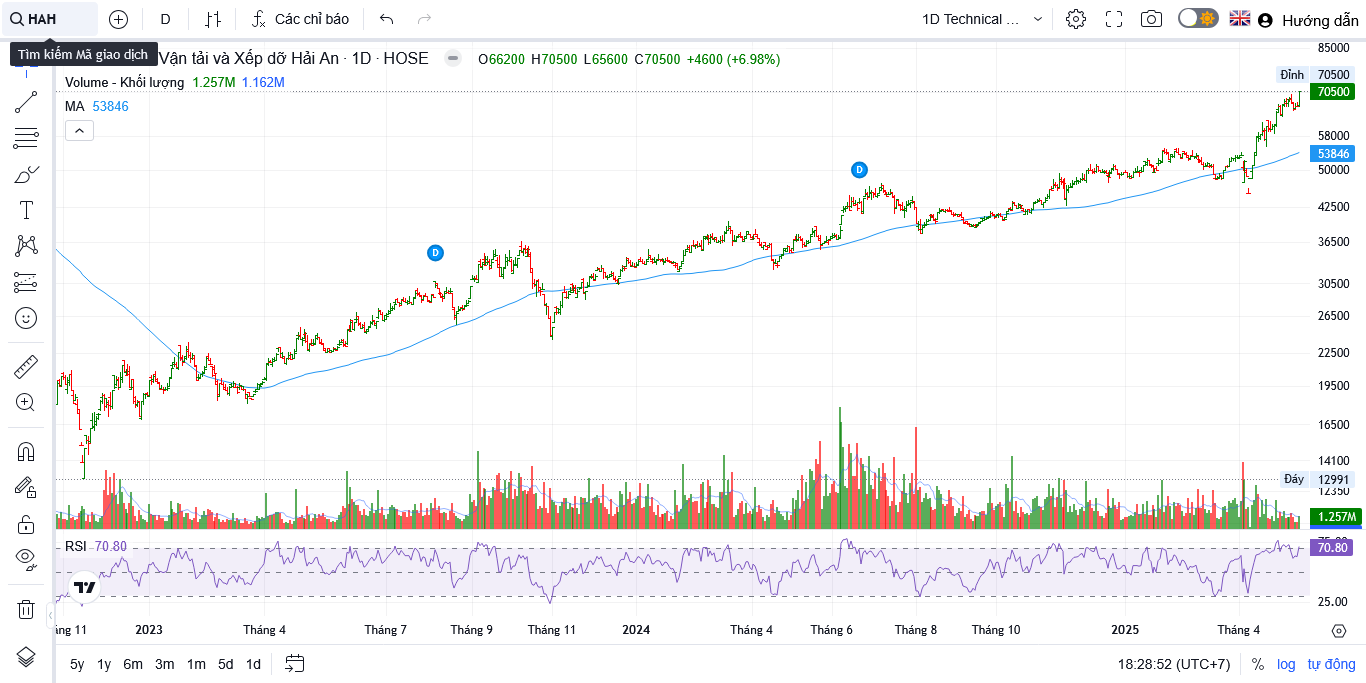 HAH D Các chỉ báo 1D Technical ... Hướng dẫn
Tìm kiếm Mã giao dịch
Vận tải và Xếp dỡ Hải An · 1D · HOSE O66200 H70500 L65600 C70500 +4600 (+6.98%)
Volume - Khối lượng 1.257M 1.162M
MA 53846
85000
Đỉnh 70500
70500
58000
53846
50000
42500
36500
30500
26500
22500
19500
16500
14100
Đáy 12991
12350
1.257M
RSI 70.80
D
D
75.00
70.80
25.00
ng 11 2023 Tháng 4 Tháng 7 Tháng 9 Tháng 11 2024 Tháng 4 Tháng 6 Tháng 8 Tháng 10 2025 Tháng 4
5y 1y 6m 3m 1m 5d 1d 18:28:52 (UTC+7) % log tự động